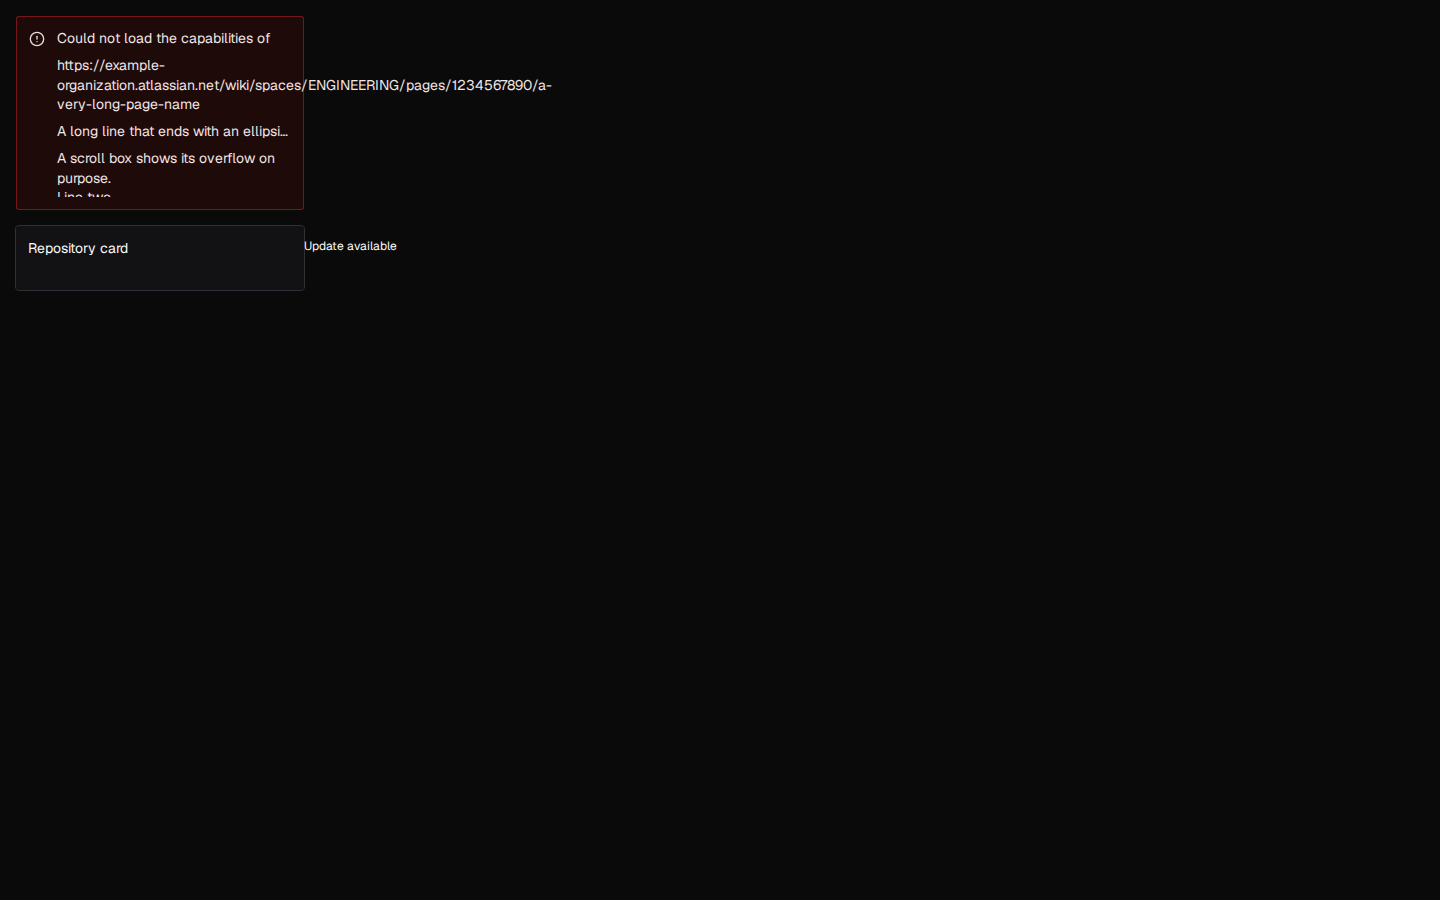 Could not load the capabilities of
https://example-
organization.atlassian.net/wiki/spaces/ENGINEERING/pages/1234567890/a-
very-long-page-name
A long line that ends with an ellipsi…
A scroll box shows its overflow on
purpose.
Line two
Repository card
Update available